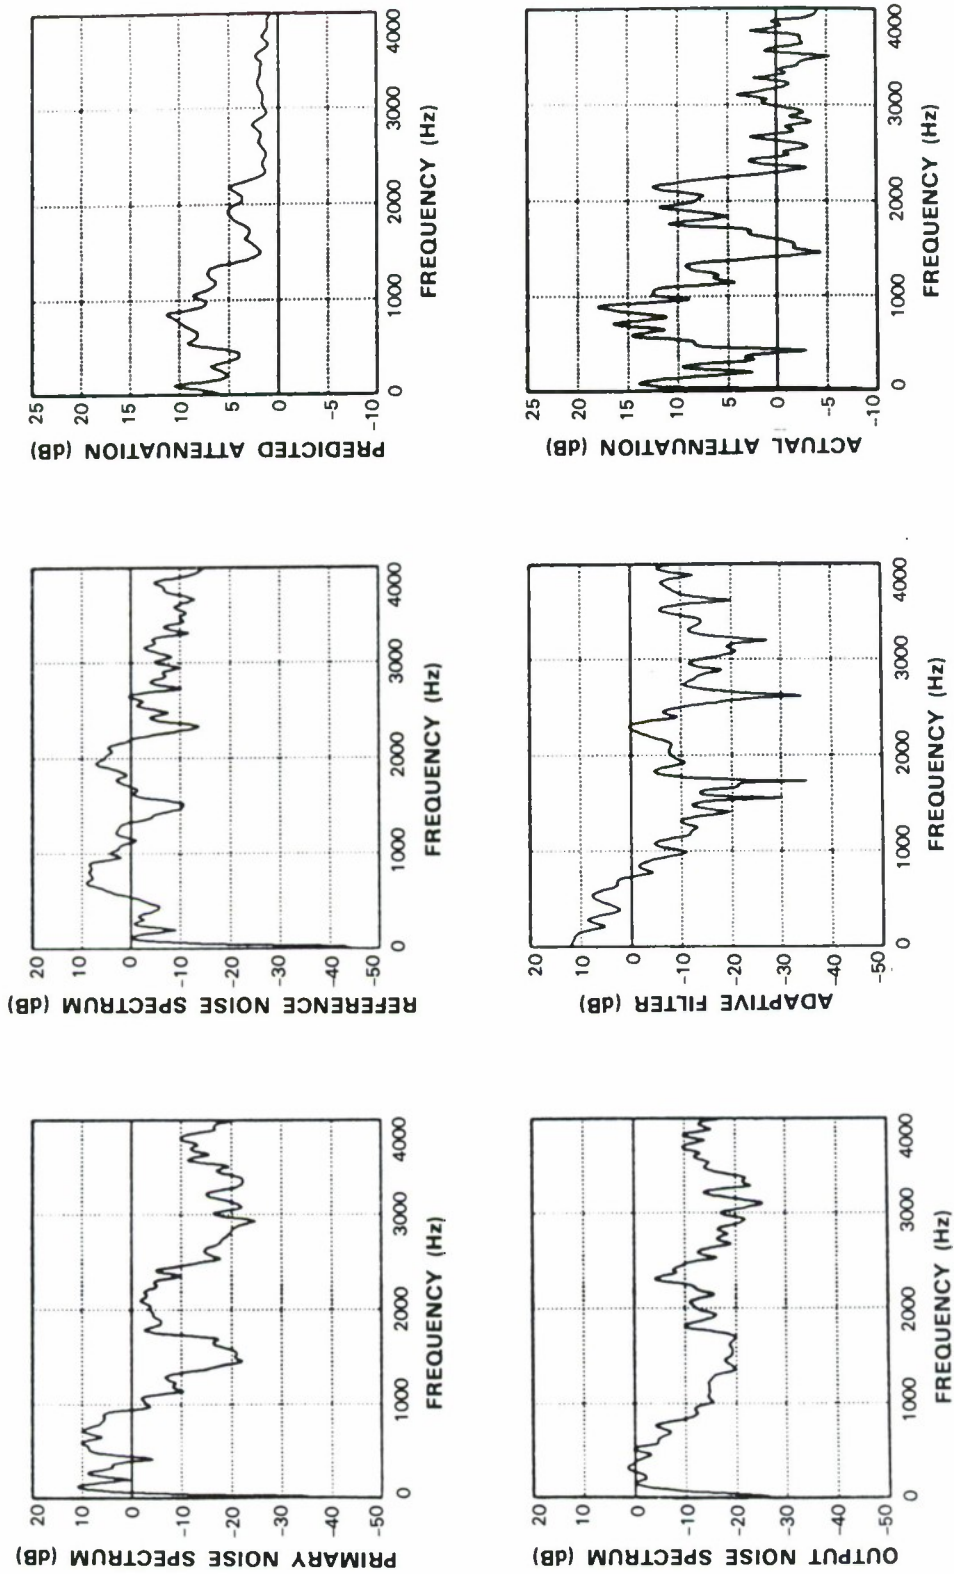 PRIMARY NOISE SPECTRUM (dB)
20
10
0
-10
-20
-30
-40
-50
0 1000 2000 3000 4000
FREQUENCY (Hz)
REFERENCE NOISE SPECTRUM (dB)
20
10
0
-10
-20
-30
-40
-50
0 1000 2000 3000 4000
FREQUENCY (Hz)
PREDICTED ATTENUATION (dB)
25
20
15
10
5
0
-5
-10
0 1000 2000 3000 4000
FREQUENCY (Hz)
OUTPUT NOISE SPECTRUM (dB)
20
10
0
-10
-20
-30
-40
-50
0 1000 2000 3000 4000
FREQUENCY (Hz)
ADAPTIVE FILTER (dB)
20
10
0
-10
-20
-30
-40
-50
0 1000 2000 3000 4000
FREQUENCY (Hz)
ACTUAL ATTENUATION (dB)
25
20
15
10
5
0
-5
-10
0 1000 2000 3000 4000
FREQUENCY (Hz)